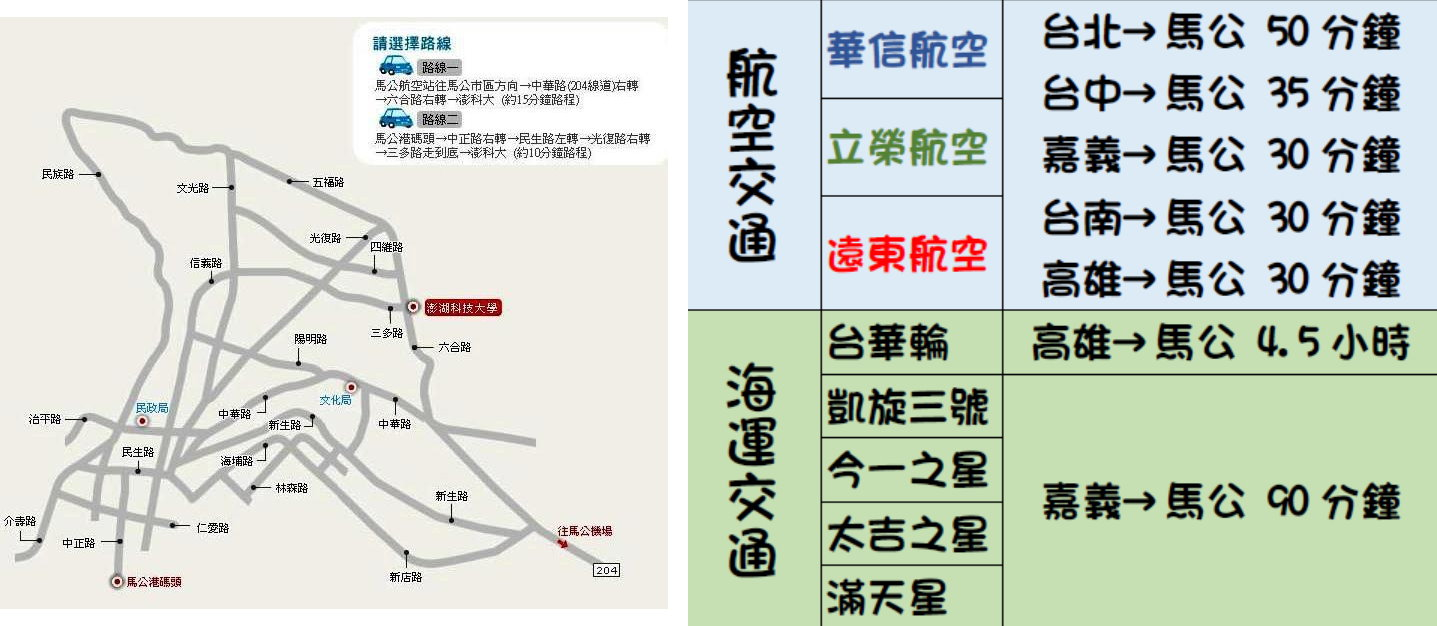 請選擇路線
路線一
馬公航空站往馬公市區方向→中華路(204線道)右轉
→六合路右轉→澎科大 (約15分鐘路程)
路線二
馬公港碼頭→中正路右轉→民生路左轉→光復路右轉
→三多路走到底→澎科大 (約10分鐘路程)
民族路
文光路
五福路
光復路
四維路
信義路
澎湖科技大學
三多路
六合路
陽明路
民政局
文化局
治平路
中華路
新生路
中華路
民生路
海埔路
林森路
新生路
介壽路
仁愛路
中正路
往馬公機場
204
新店路
馬公港碼頭
航空交通
華信航空
立榮航空
遠東航空
台北→馬公 50 分鐘
台中→馬公 35 分鐘
嘉義→馬公 30 分鐘
台南→馬公 30 分鐘
高雄→馬公 30 分鐘
海運交通
台華輪
高雄→馬公 4.5 小時
凱旋三號
今一之星
太吉之星
滿天星
嘉義→馬公 90 分鐘